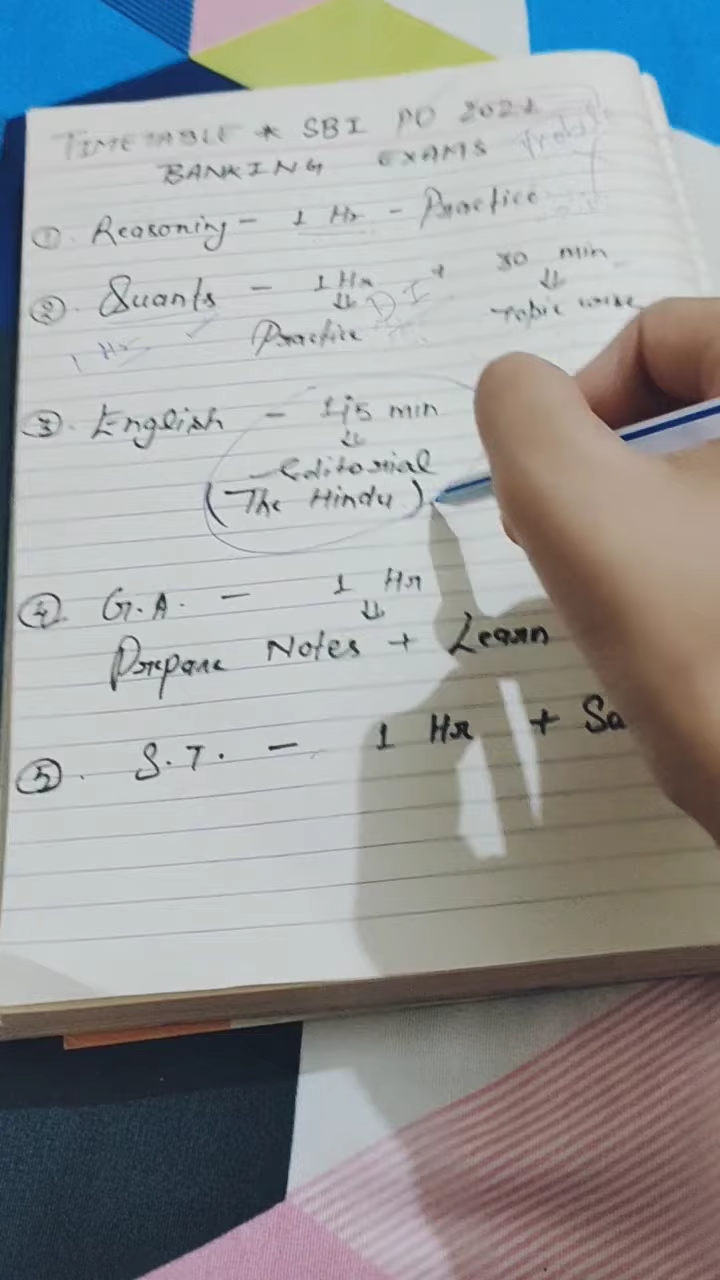 TIMETABLE * SBI PO 2021
BANKING EXAMS
①. Reasoning - 1 Hr - Practice
②. Quants - 1 Hr + 30 min
⇓ DI ⇓
1 Hr Practice Topic wise
③. English - 45 min
⇓
Editorial
(The Hindu)
④. G.A. - 1 Hr
⇓
Prepare Notes + Learn
⑤. S.T. - 1 Hr + Sa